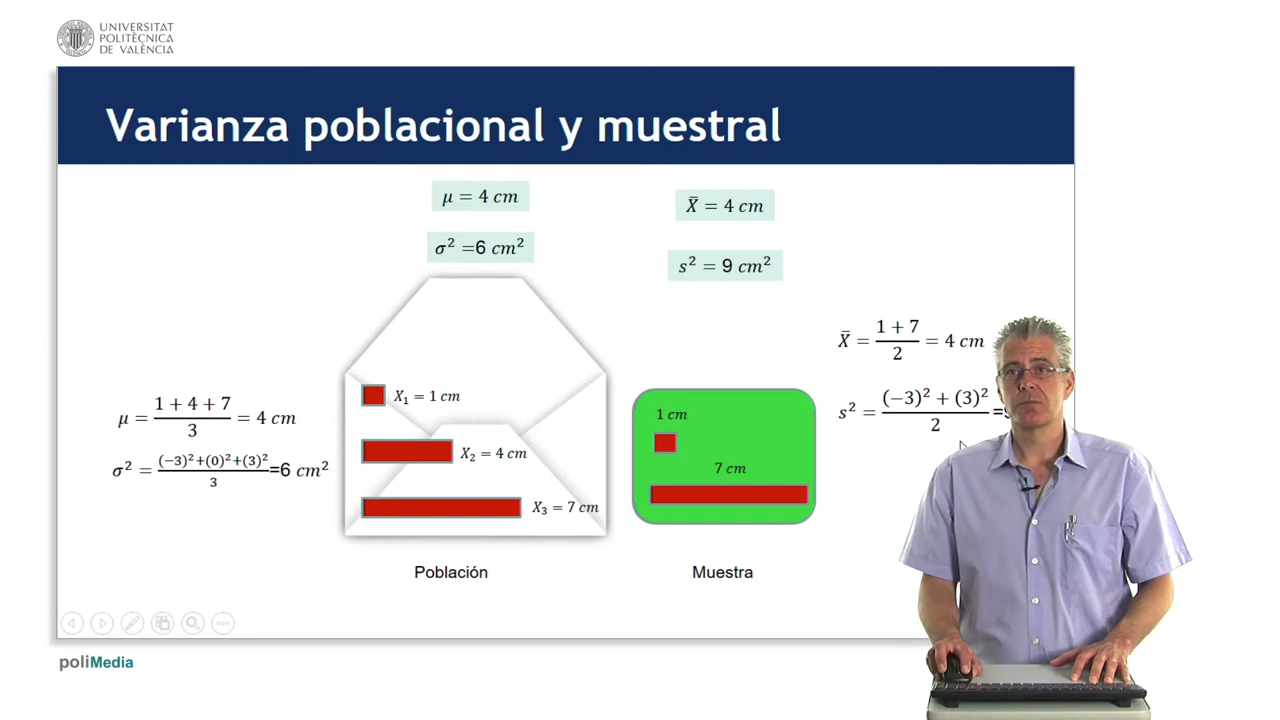 UNIVERSITAT
POLITÈCNICA
DE VALÈNCIA
Varianza poblacional y muestral
μ = 4 cm
X̄ = 4 cm
σ² =6 cm²
s² = 9 cm²
X̄ = (1 + 7)/2 = 4 cm
X₁ = 1 cm
μ = (1 + 4 + 7)/3 = 4 cm
s² = ((−3)² + (3)²)/2 =
1 cm
X₂ = 4 cm
σ² = ((−3)²+(0)²+(3)²)/3 =6 cm²
7 cm
X₃ = 7 cm
Población
Muestra
poliMedia